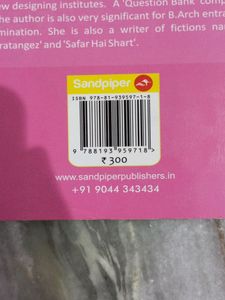 ew designing institutes. A 'Question Bank' comp
he author is also very significant for B.Arch entra
mination. She is also a writer of fictions na
ratangez' and 'Safar Hai Shart'.
Sandpiper
ISBN 978-81-939597-1-8
9 788193 959718 >
₹ 300
www.sandpiperpublishers.in
+91 9044 343434